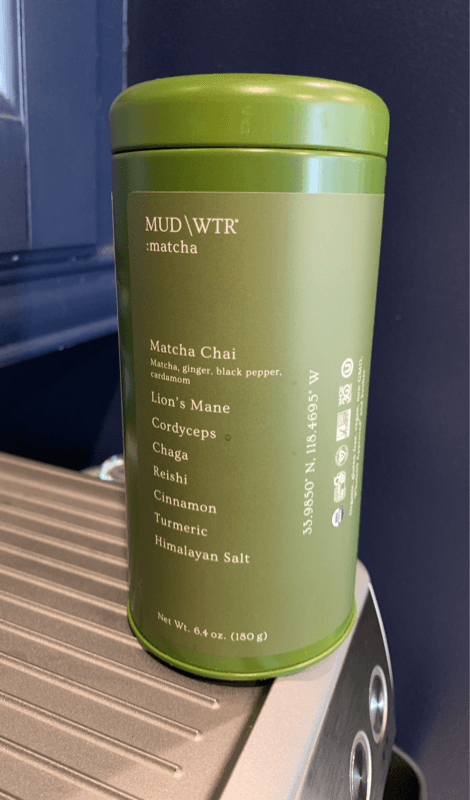 MUD\WTR®
:matcha
Matcha Chai
Matcha, ginger, black pepper,
cardamom
Lion's Mane
Cordyceps
Chaga
Reishi
Cinnamon
Turmeric
Himalayan Salt
Net Wt. 6.4 oz. (180 g)
33.9850° N, 118.4695° W